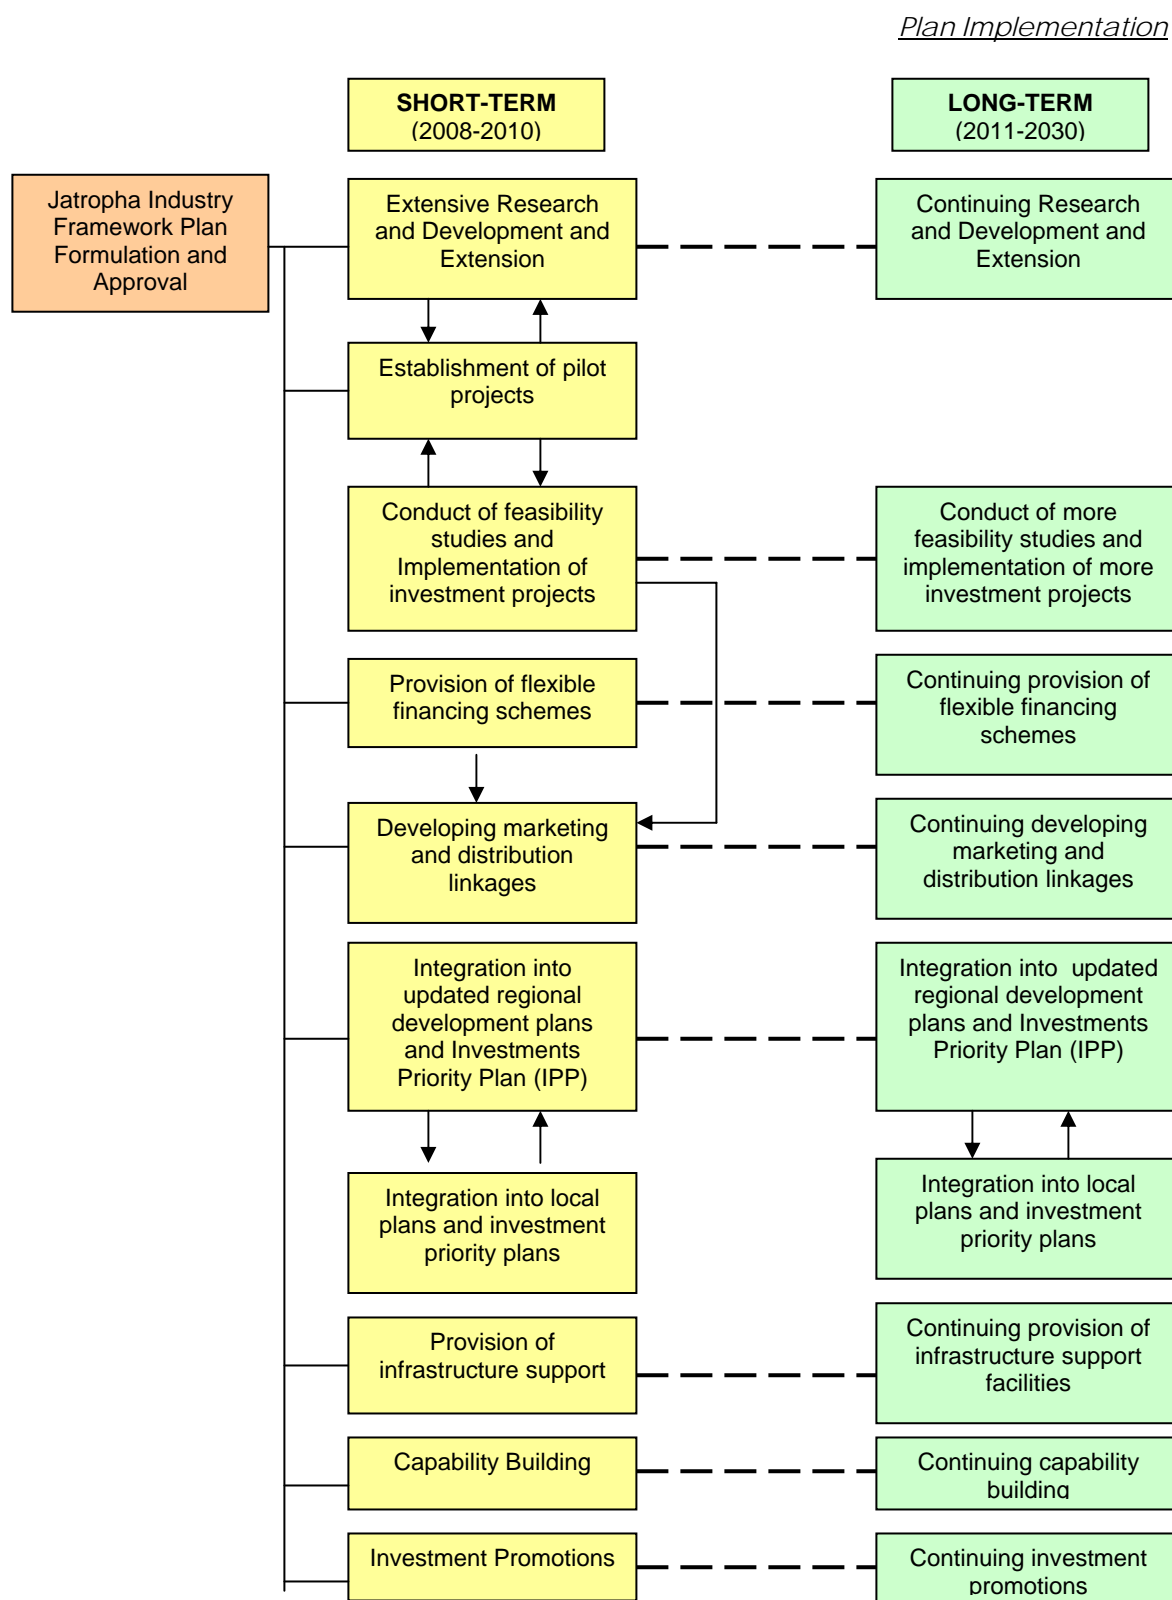 Plan Implementation
SHORT-TERM
(2008-2010)
LONG-TERM
(2011-2030)
Jatropha Industry
Framework Plan
Formulation and
Approval
Extensive Research
and Development and
Extension
Continuing Research
and Development and
Extension
Establishment of pilot
projects
Conduct of feasibility
studies and
Implementation of
investment projects
Conduct of more
feasibility studies and
implementation of more
investment projects
Provision of flexible
financing schemes
Continuing provision of
flexible financing
schemes
Developing marketing
and distribution
linkages
Continuing developing
marketing and
distribution linkages
Integration into
updated regional
development plans
and Investments
Priority Plan (IPP)
Integration into updated
regional development
plans and Investments
Priority Plan (IPP)
Integration into local
plans and investment
priority plans
Integration into local
plans and investment
priority plans
Provision of
infrastructure support
Continuing provision of
infrastructure support
facilities
Capability Building
Continuing capability
building
Investment Promotions
Continuing investment
promotions